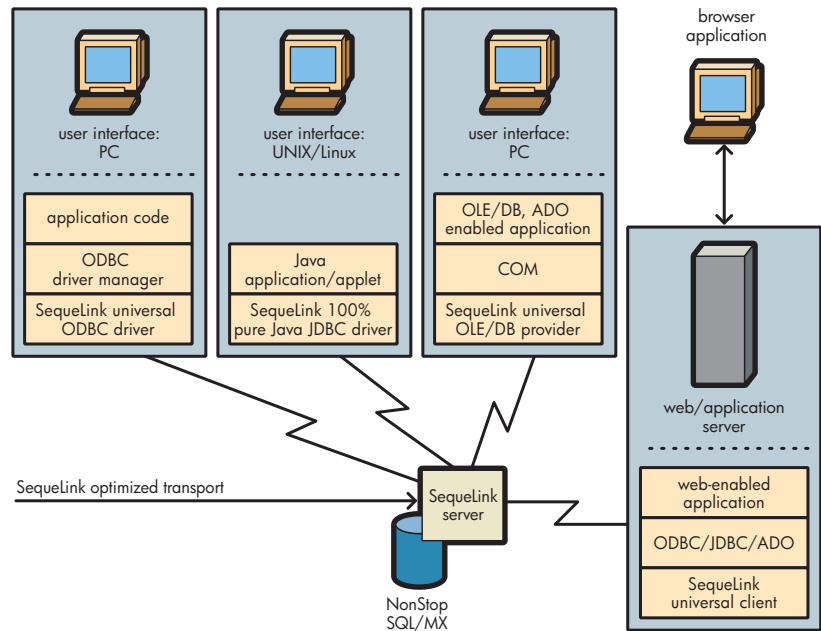 user interface:
PC
application code
ODBC
driver manager
SequeLink universal
ODBC driver
user interface:
UNIX/Linux
Java
application/applet
SequeLink 100%
pure Java JDBC driver
user interface:
PC
OLE/DB, ADO
enabled application
COM
SequeLink universal
OLE/DB provider
browser
application
web/application
server
web-enabled
application
ODBC/JDBC/ADO
SequeLink
universal client
SequeLink optimized transport
SequeLink
server
NonStop
SQL/MX